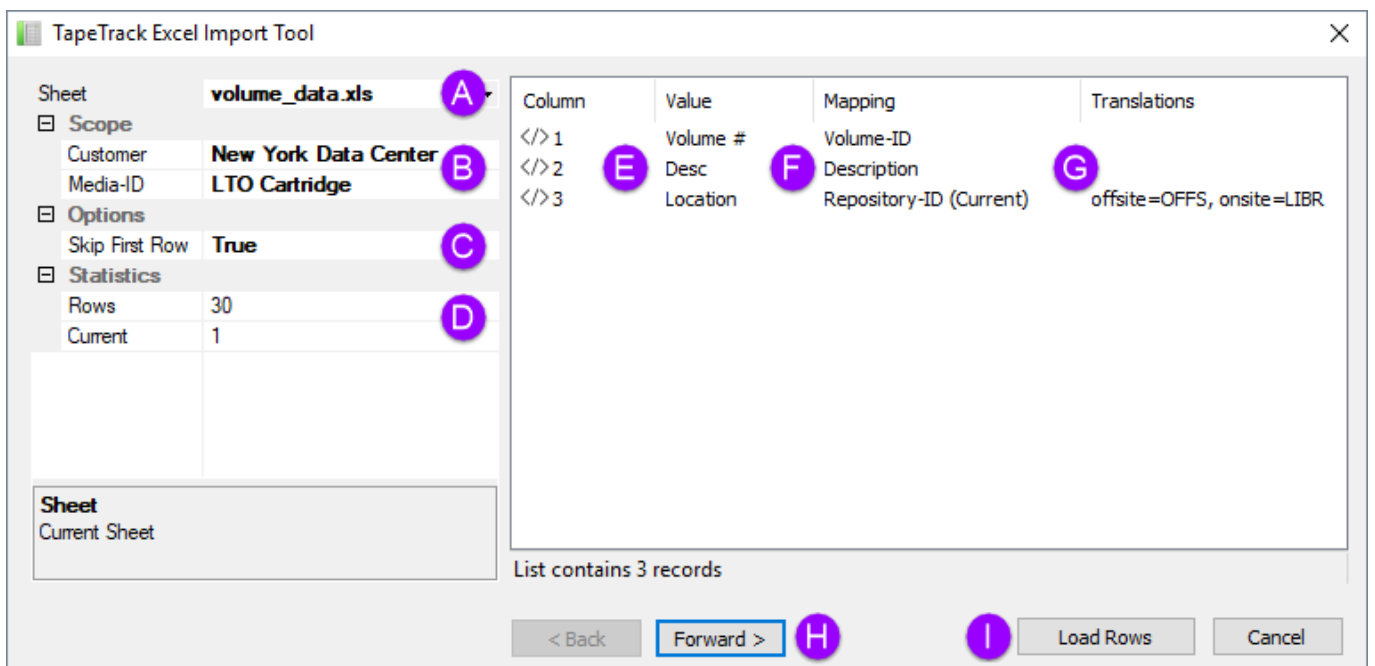 TapeTrack Excel Import Tool
Sheet volume_data.xls A
Scope
Customer New York Data Center
B
Media-ID LTO Cartridge
Options
Skip First Row True C
Statistics
Rows 30
D
Current 1
Sheet
Current Sheet
Column Value Mapping Translations
</> 1 Volume # Volume-ID
</> 2 E Desc F Description G
</> 3 Location Repository-ID (Current) offsite=OFFS, onsite=LIBR
List contains 3 records
< Back Forward > H I Load Rows Cancel